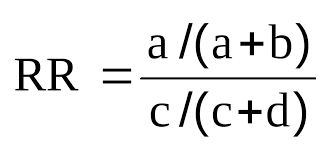 RR = a/(a+b)
c/(c+d)